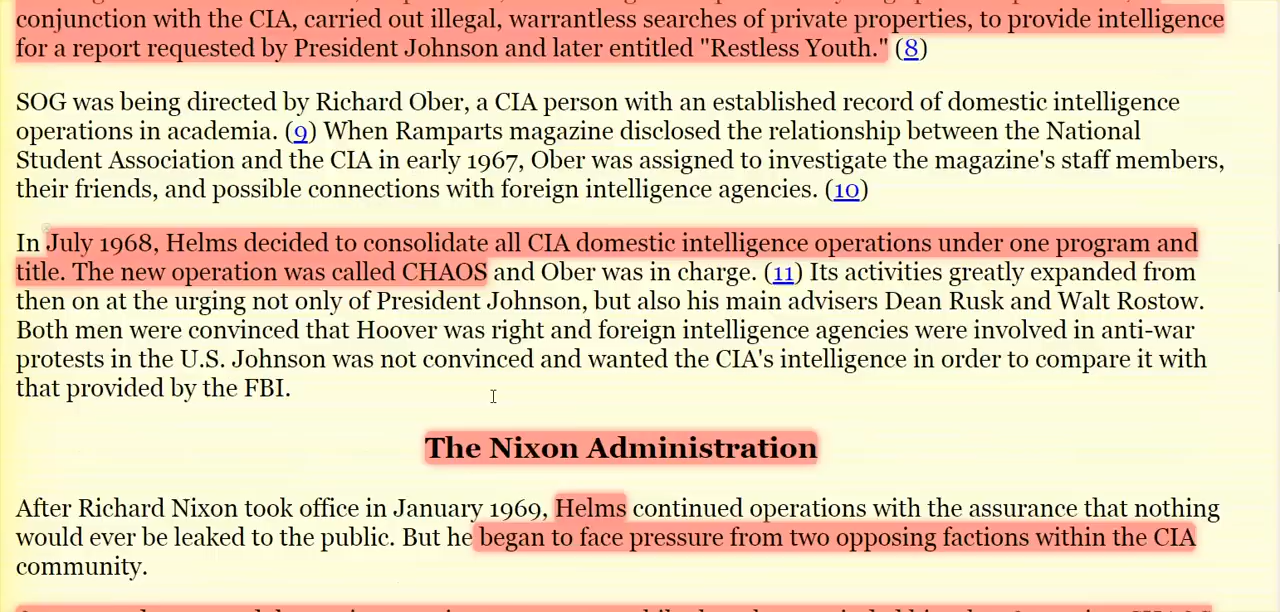 conjunction with the CIA, carried out illegal, warrantless searches of private properties, to provide intelligence
for a report requested by President Johnson and later entitled "Restless Youth." (8)
SOG was being directed by Richard Ober, a CIA person with an established record of domestic intelligence
operations in academia. (9) When Ramparts magazine disclosed the relationship between the National
Student Association and the CIA in early 1967, Ober was assigned to investigate the magazine's staff members,
their friends, and possible connections with foreign intelligence agencies. (10)
In July 1968, Helms decided to consolidate all CIA domestic intelligence operations under one program and
title. The new operation was called CHAOS and Ober was in charge. (11) Its activities greatly expanded from
then on at the urging not only of President Johnson, but also his main advisers Dean Rusk and Walt Rostow.
Both men were convinced that Hoover was right and foreign intelligence agencies were involved in anti-war
protests in the U.S. Johnson was not convinced and wanted the CIA's intelligence in order to compare it with
that provided by the FBI.
The Nixon Administration
After Richard Nixon took office in January 1969, Helms continued operations with the assurance that nothing
would ever be leaked to the public. But he began to face pressure from two opposing factions within the CIA
community.